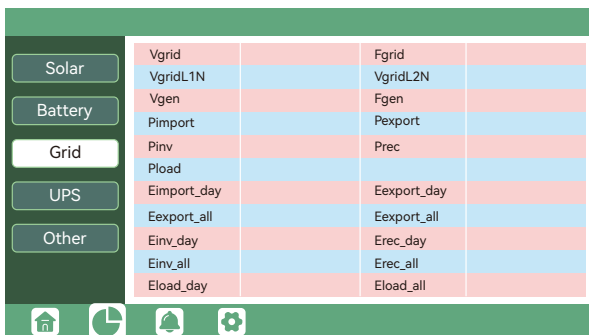 Solar
Battery
Grid
UPS
Other
Vgrid Fgrid
VgridL1N VgridL2N
Vgen Fgen
Pimport Pexport
Pinv Prec
Pload
Eimport_day Eexport_day
Eexport_all Eexport_all
Einv_day Erec_day
Einv_all Erec_all
Eload_day Eload_all